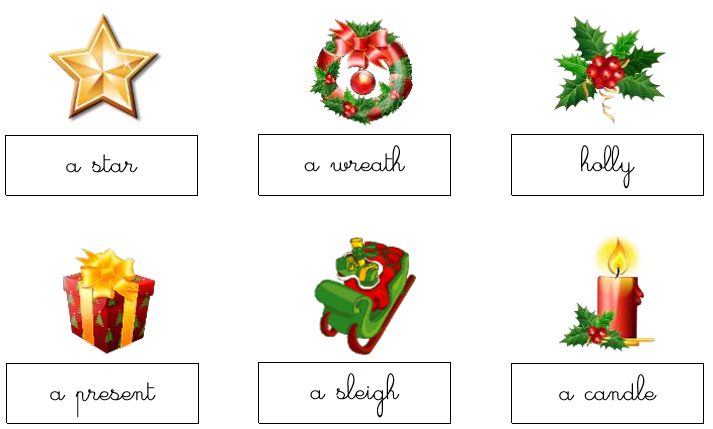 a star
a wreath
holly
a present
a sleigh
a candle